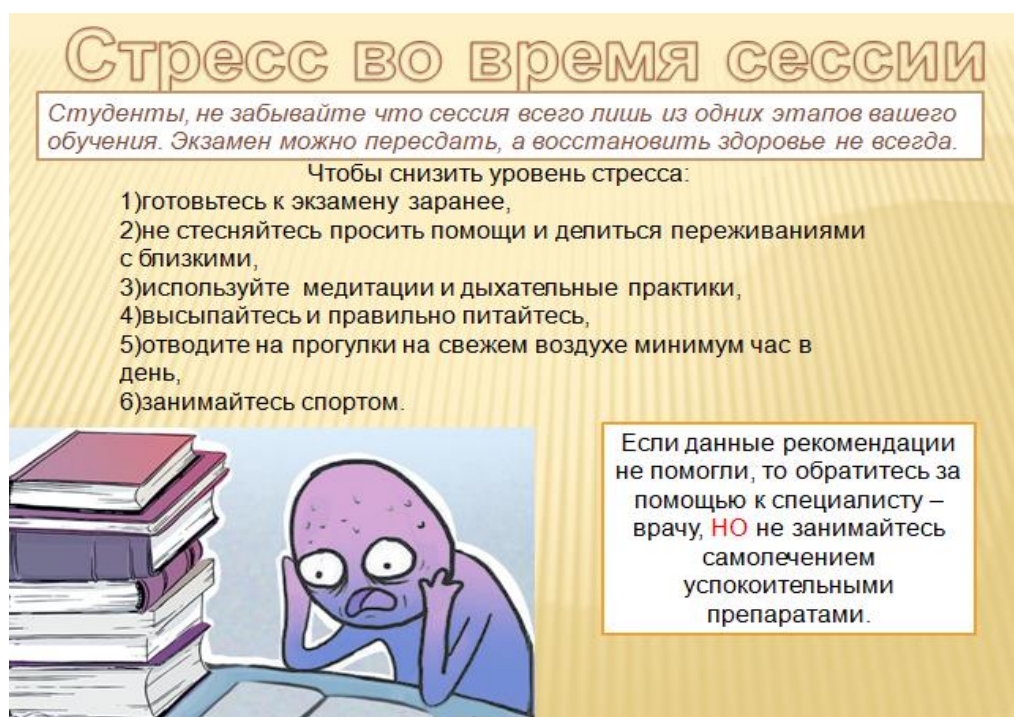 Стресс во время сессии
Студенты, не забывайте что сессия всего лишь из одних этапов вашего
обучения. Экзамен можно пересдать, а восстановить здоровье не всегда.
Чтобы снизить уровень стресса:
1)готовьтесь к экзамену заранее,
2)не стесняйтесь просить помощи и делиться переживаниями
с близкими,
3)используйте медитации и дыхательные практики,
4)высыпайтесь и правильно питайтесь,
5)отводите на прогулки на свежем воздухе минимум час в
день,
6)занимайтесь спортом.
Если данные рекомендации
не помогли, то обратитесь за
помощью к специалисту –
врачу, НО не занимайтесь
самолечением
успокоительными
препаратами.